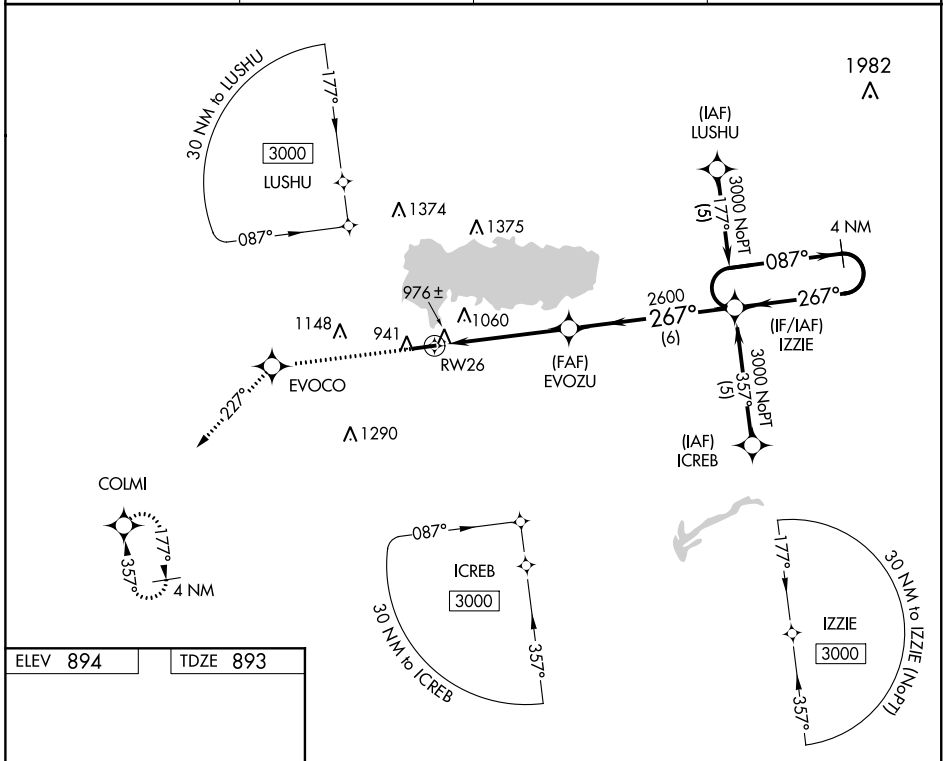 30 NM to LUSHU
177°
3000
LUSHU
087°
1982
(IAF)
LUSHU
3000 NoPT
177°
(5)
4 NM
087°
267°
(IF/IAF)
IZZIE
1374
1375
976±
1060
2600
267°
(6)
1148
941
RW26
(FAF)
EVOZU
EVOCO
227°
1290
3000 NoPT
357°
(5)
(IAF)
ICREB
COLMI
177°
357°
4 NM
087°
ICREB
3000
357°
30 NM to ICREB
177°
IZZIE
3000
357°
30 NM to IZZIE (NoPT)
ELEV 894
TDZE 893